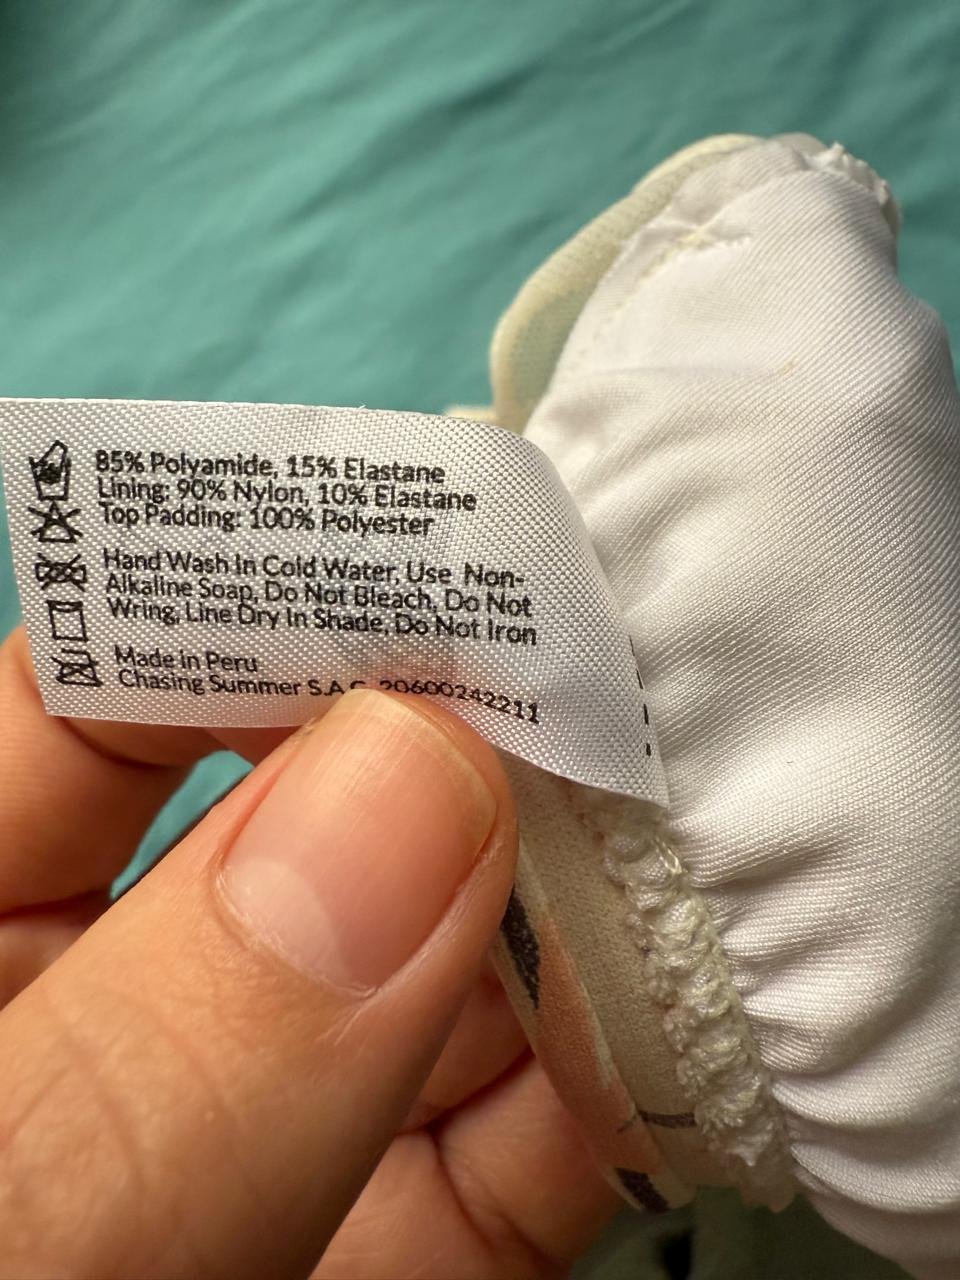 85% Polyamide, 15% Elastane
Lining: 90% Nylon, 10% Elastane
Top Padding: 100% Polyester
Hand Wash In Cold Water, Use Non-
Alkaline Soap, Do Not Bleach, Do Not
Wring, Line Dry In Shade, Do Not Iron
Made in Peru
Chasing Summer S.A.C. 20600242211